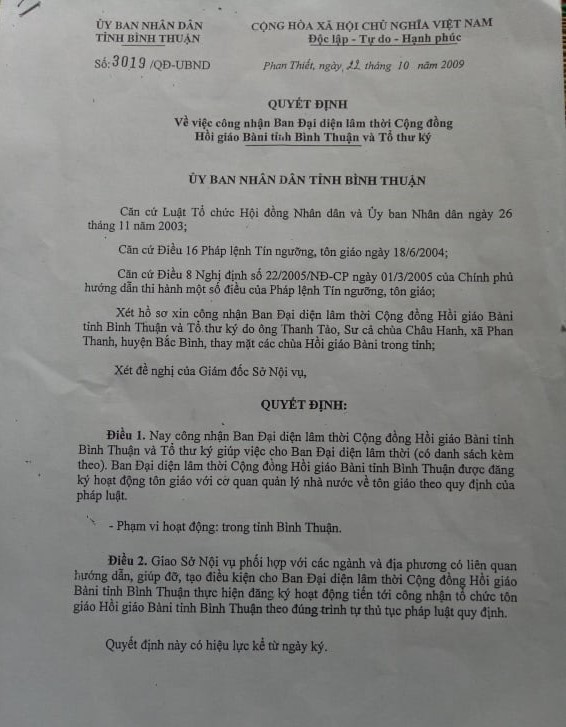 ỦY BAN NHÂN DÂN
TỈNH BÌNH THUẬN
CỘNG HÒA XÃ HỘI CHỦ NGHĨA VIỆT NAM
Độc lập - Tự do - Hạnh phúc
Số: 3019 /QĐ-UBND
Phan Thiết, ngày 22 tháng 10 năm 2009
QUYẾT ĐỊNH
Về việc công nhận Ban Đại diện lâm thời Cộng đồng
Hồi giáo Bàni tỉnh Bình Thuận và Tổ thư ký
ỦY BAN NHÂN DÂN TỈNH BÌNH THUẬN
Căn cứ Luật Tổ chức Hội đồng Nhân dân và Ủy ban Nhân dân ngày 26
tháng 11 năm 2003;
Căn cứ Điều 16 Pháp lệnh Tín ngưỡng, tôn giáo ngày 18/6/2004;
Căn cứ Điều 8 Nghị định số 22/2005/NĐ-CP ngày 01/3/2005 của Chính phủ
hướng dẫn thi hành một số điều của Pháp lệnh Tín ngưỡng, tôn giáo;
Xét hồ sơ xin công nhận Ban Đại diện lâm thời Cộng đồng Hồi giáo Bàni
tỉnh Bình Thuận và Tổ thư ký do ông Thanh Tào, Sư cả chùa Châu Hanh, xã Phan
Thanh, huyện Bắc Bình, thay mặt các chùa Hồi giáo Bàni trong tỉnh;
Xét đề nghị của Giám đốc Sở Nội vụ,
QUYẾT ĐỊNH:
Điều 1. Nay công nhận Ban Đại diện lâm thời Cộng đồng Hồi giáo Bàni tỉnh
Bình Thuận và Tổ thư ký giúp việc cho Ban Đại diện lâm thời (có danh sách kèm
theo). Ban Đại diện lâm thời Cộng đồng Hồi giáo Bàni tỉnh Bình Thuận được đăng
ký hoạt động tôn giáo với cơ quan quản lý nhà nước về tôn giáo theo quy định của
pháp luật.
- Phạm vi hoạt động: trong tỉnh Bình Thuận.
Điều 2. Giao Sở Nội vụ phối hợp với các ngành và địa phương có liên quan
hướng dẫn, giúp đỡ, tạo điều kiện cho Ban Đại diện lâm thời Cộng đồng Hồi giáo
Bàni tỉnh Bình Thuận thực hiện đăng ký hoạt động tiến tới công nhận tổ chức tôn
giáo Hồi giáo Bàni tỉnh Bình Thuận theo đúng trình tự thủ tục pháp luật quy định.
Quyết định này có hiệu lực kể từ ngày ký.